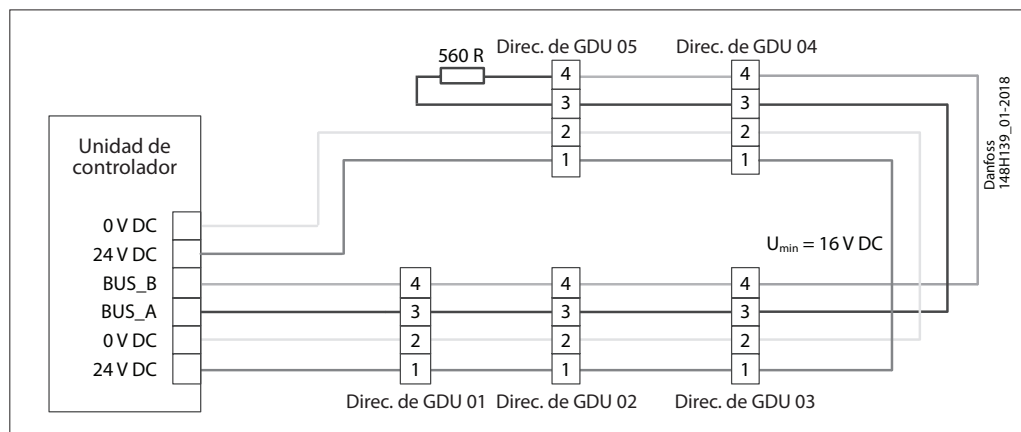 560 R
Direc. de GDU 05
Direc. de GDU 04
4
4
4
3
3
2
2
1
1
Danfoss
148H139_01-2018
Unidad de
controlador
0 V DC
24 V DC
BUS_B
BUS_A
0 V DC
24 V DC
Umin = 16 V DC
4
4
4
3
3
3
2
2
2
1
1
1
Direc. de GDU 01
Direc. de GDU 02
Direc. de GDU 03